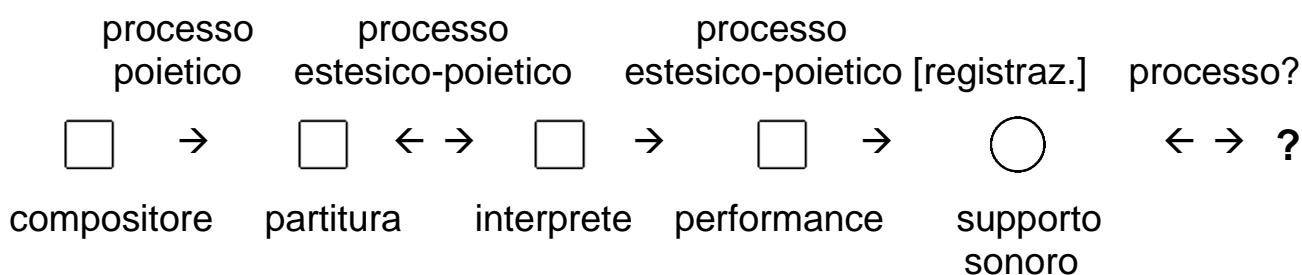 processo processo processo
poietico estesico-poietico estesico-poietico [registraz.] processo?
→ ← → → → ← → ?
compositore partitura interprete performance supporto
sonoro